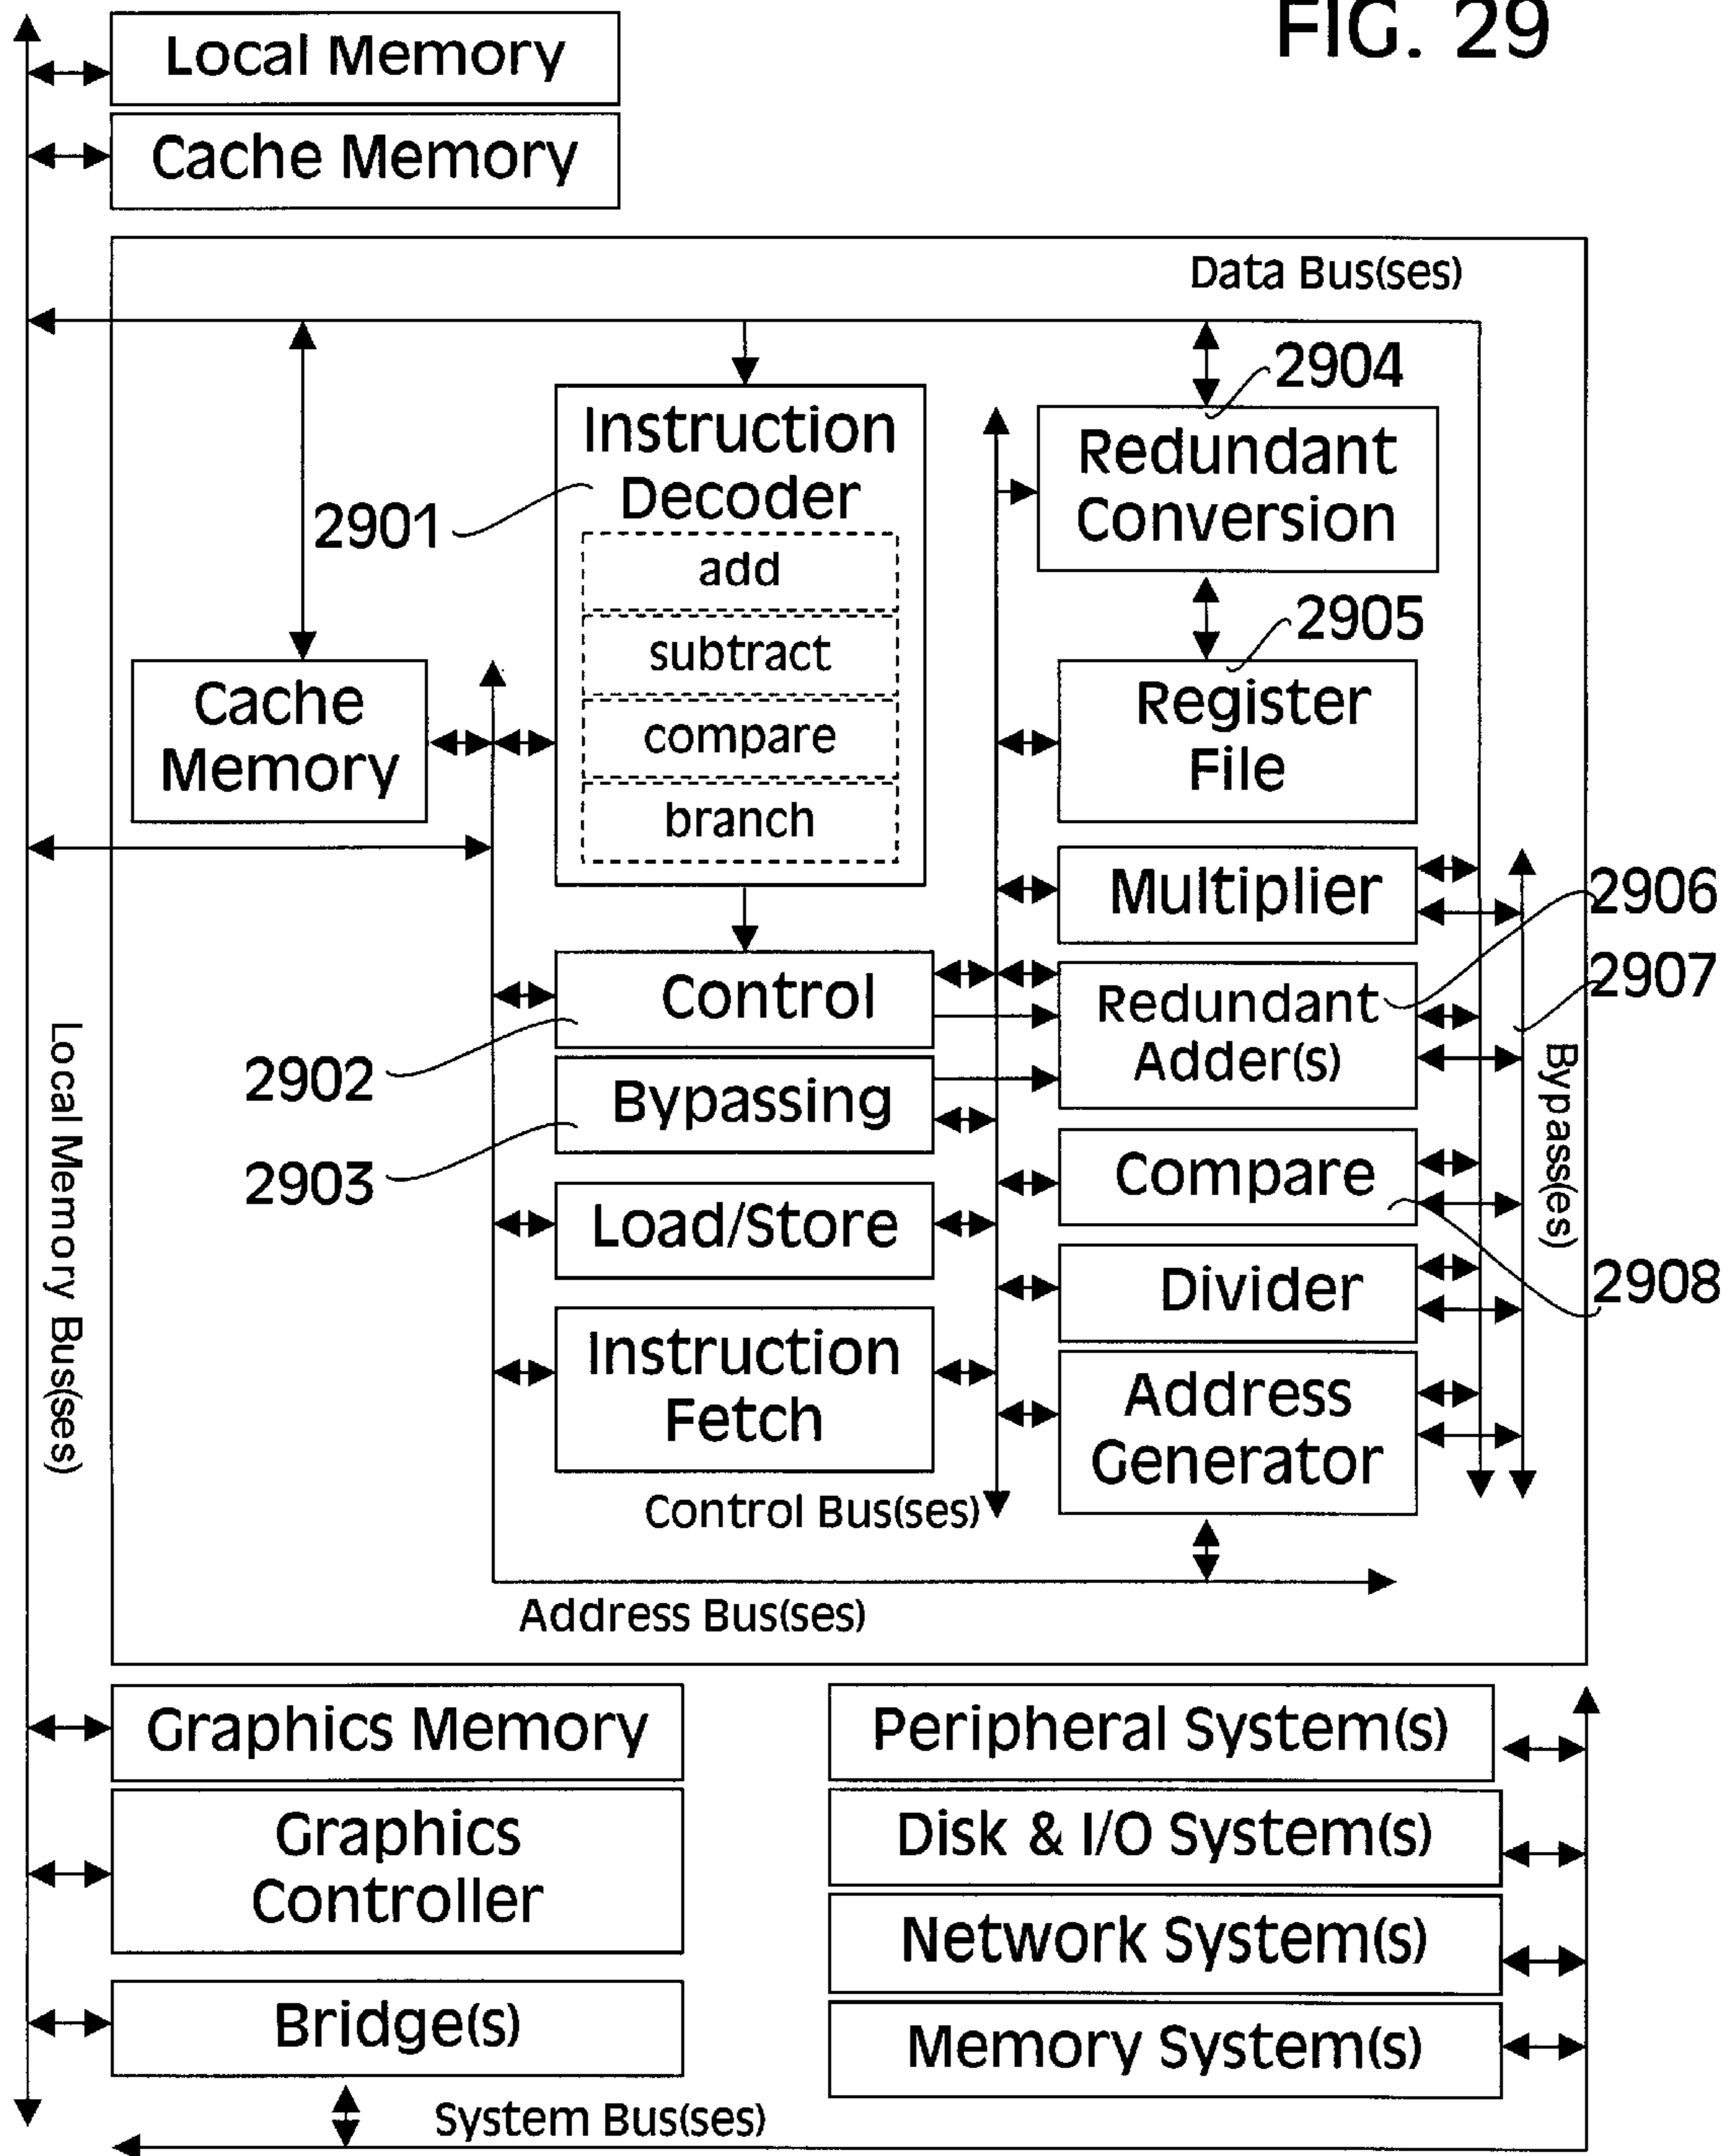 FIG. 29
Local Memory
Cache Memory
Data Bus(ses)
2904
Instruction
Decoder
Redundant
Conversion
2901
add
subtract
compare
branch
2905
Cache
Memory
Register
File
Multiplier
2906
Control
Redundant
Adder(s)
2907
2902
Bypassing
2903
Bypass(es)
Compare
Load/Store
Divider
2908
Instruction
Fetch
Address
Generator
Local Memory Bus(ses)
Control Bus(ses)
Address Bus(ses)
Graphics Memory
Peripheral System(s)
Graphics
Controller
Disk & I/O System(s)
Network System(s)
Bridge(s)
Memory System(s)
System Bus(ses)